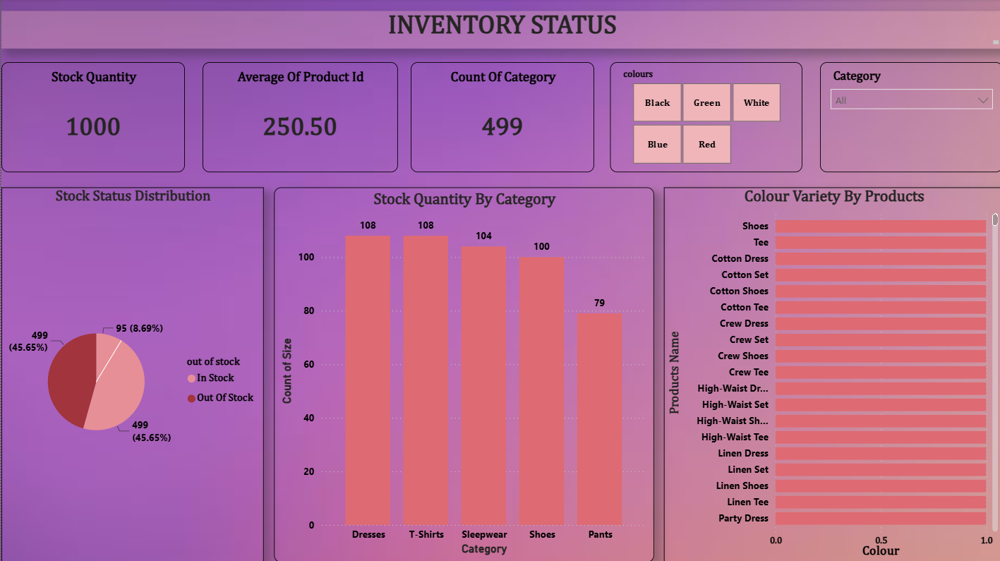 INVENTORY STATUS
Stock Quantity
1000
Average Of Product Id
250.50
Count Of Category
499
colours
Black
Green
White
Blue
Red
Category
All
Stock Status Distribution
95 (8.69%)
499
(45.65%)
499
(45.65%)
out of stock
In Stock
Out Of Stock
Stock Quantity By Category
Count of Size
100
80
60
40
20
0
108
108
104
100
79
Dresses
T-Shirts
Sleepwear
Shoes
Pants
Category
Colour Variety By Products
Products Name
Shoes
Tee
Cotton Dress
Cotton Set
Cotton Shoes
Cotton Tee
Crew Dress
Crew Set
Crew Shoes
Crew Tee
High-Waist Dr...
High-Waist Set
High-Waist Sh...
High-Waist Tee
Linen Dress
Linen Set
Linen Shoes
Linen Tee
Party Dress
0.0
0.5
1.0
Colour